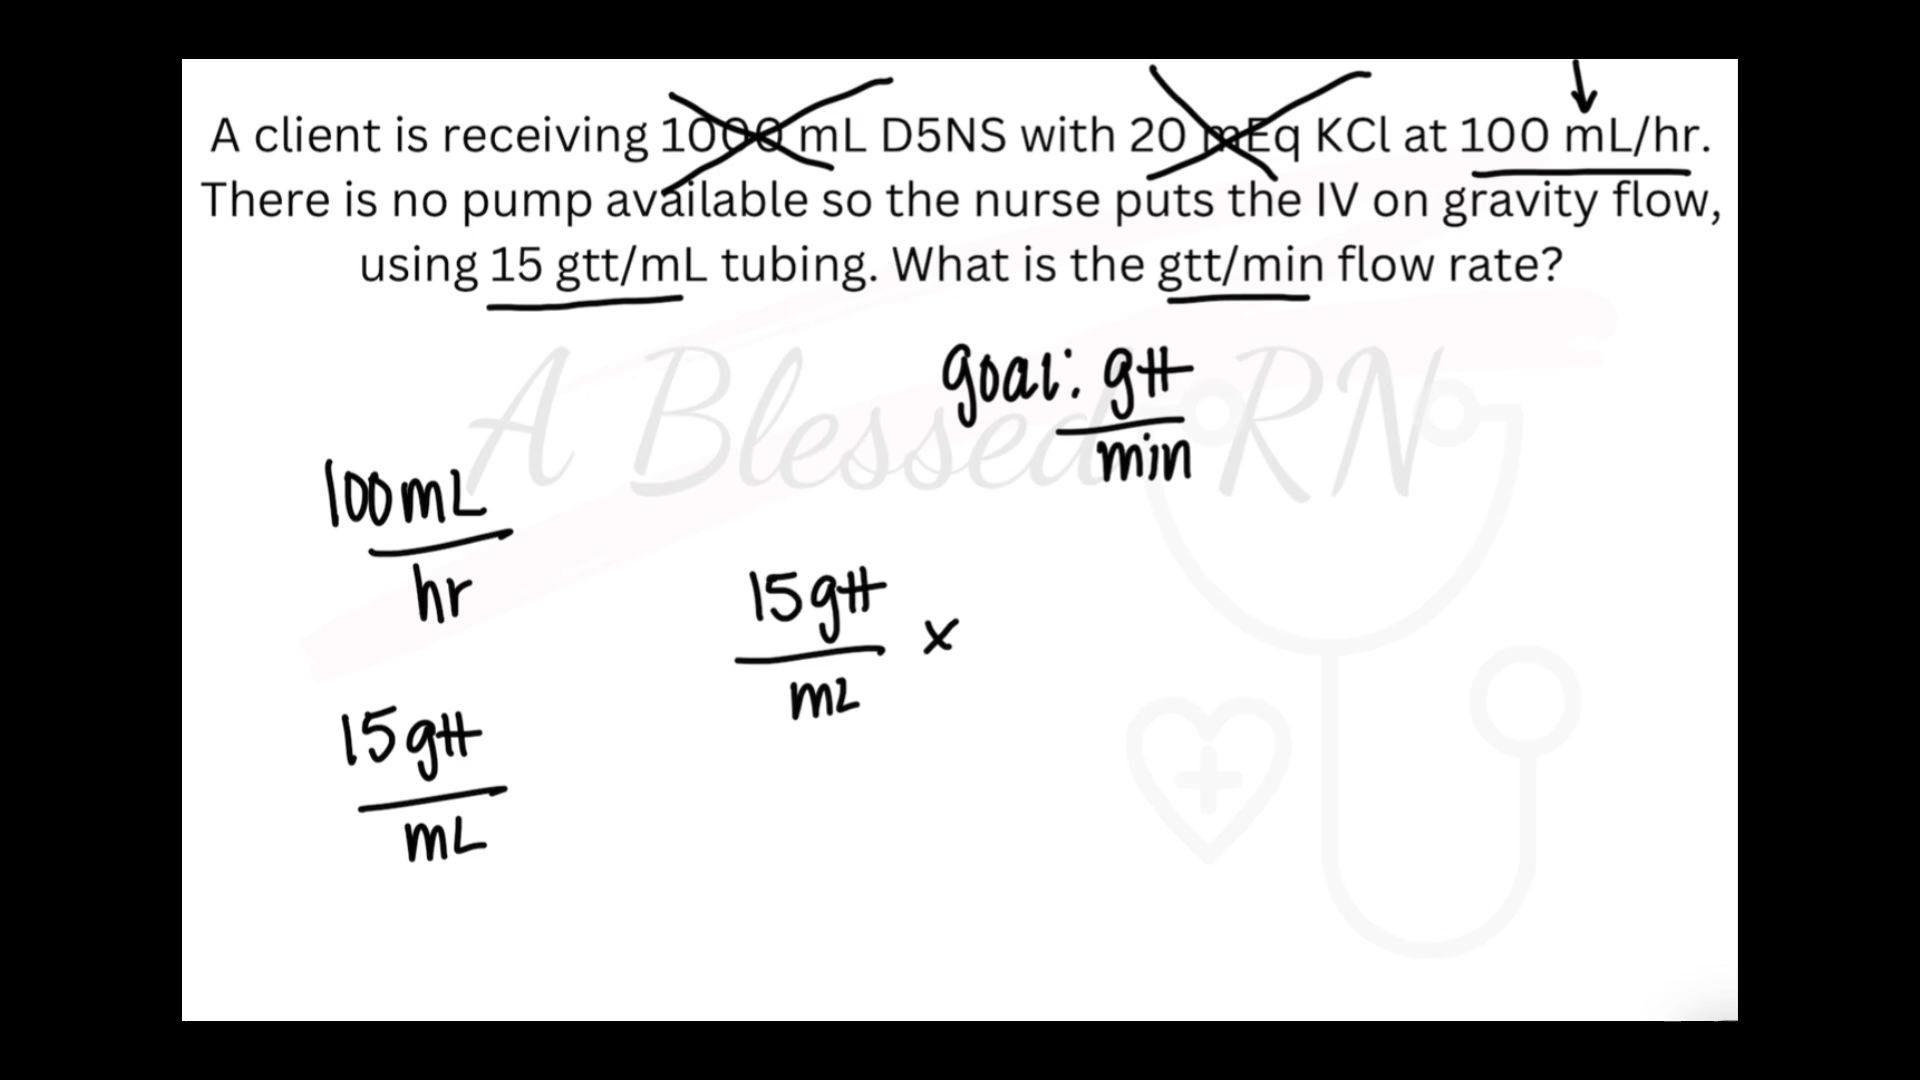 A client is receiving 1000 mL D5NS with 20 mEq KCl at 100 mL/hr.
There is no pump available so the nurse puts the IV on gravity flow,
using 15 gtt/mL tubing. What is the gtt/min flow rate?
A Blessed RN
goal: gtt
min
100mL
hr
15gtt
mL
x
15gtt
mL